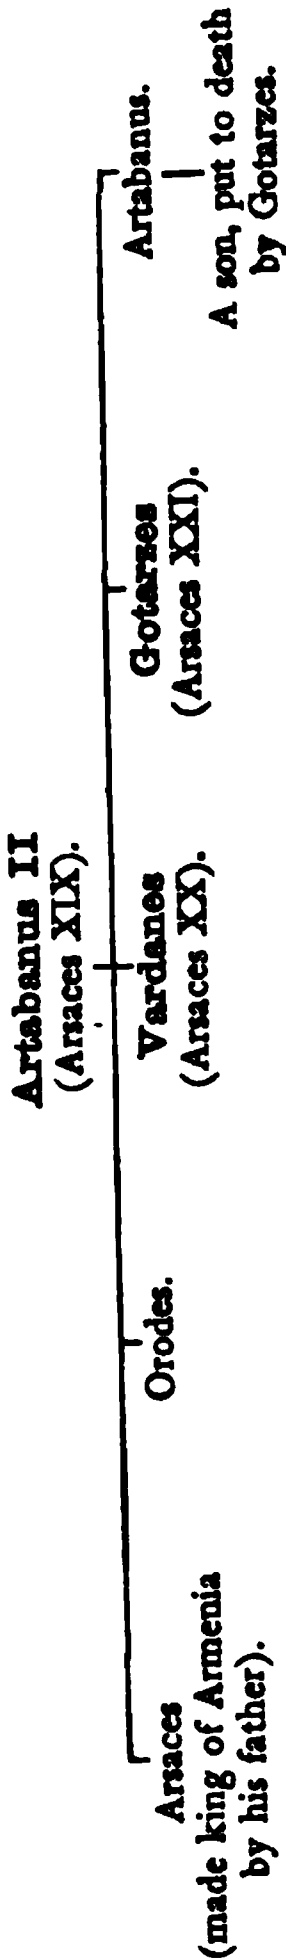 Artabanus II
(Arsaces XIX).
Arsaces
(made king of Armenia
by his father).
Orodes.
Vardanes
(Arsaces XX).
Gotarzes
(Arsaces XXI).
Artabanus.
A son, put to death
by Gotarzes.